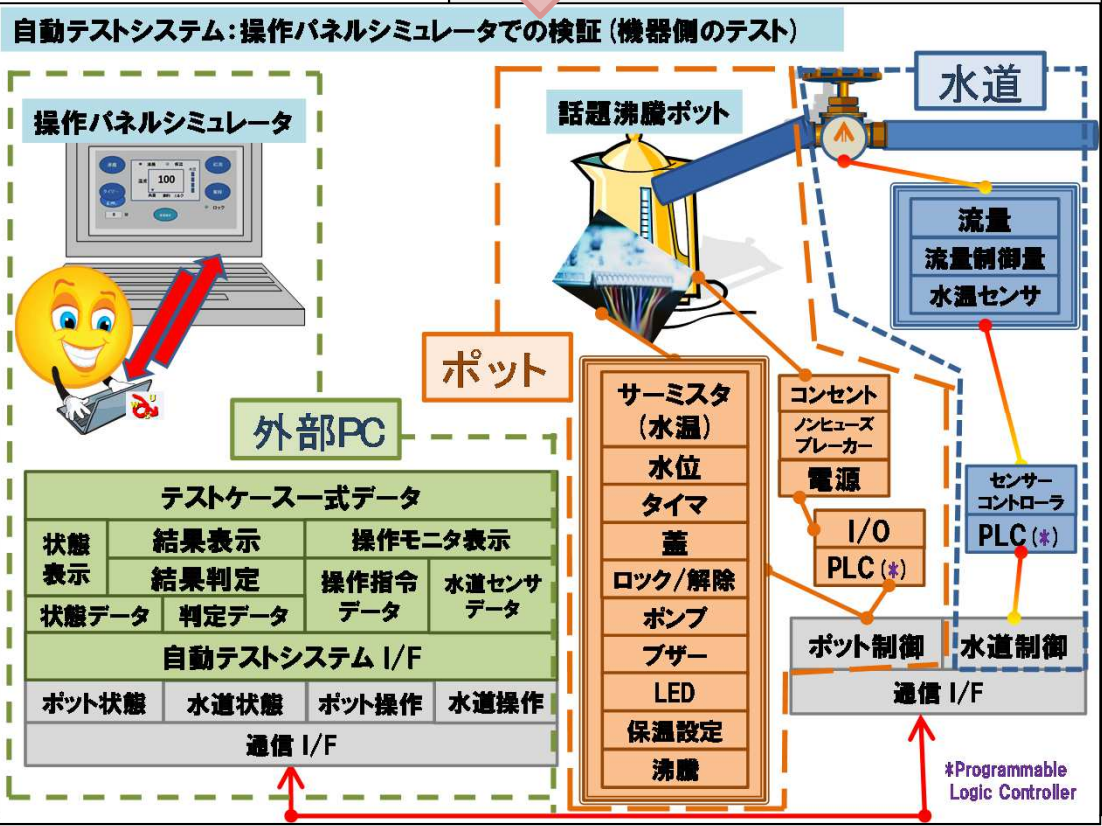 自動テストシステム：操作パネルシミュレータでの検証（機器側のテスト）
操作パネルシミュレータ
100
話題沸騰ポット
水道
流量
流量制御量
水温センサ
ポット
外部PC
サーミスタ
(水温)
水位
タイマ
蓋
ロック/解除
ポンプ
ブザー
LED
保温設定
沸騰
コンセント
ノンヒューズ
ブレーカー
電源
I/O
PLC(*)
センサー
コントローラ
PLC(*)
テストケース一式データ
状態
表示
結果表示
操作モニタ表示
結果判定
操作指令
データ
水道センサ
データ
状態データ
判定データ
自動テストシステム I/F
ポット状態
水道状態
ポット操作
水道操作
通信 I/F
ポット制御
水道制御
通信 I/F
*Programmable
Logic Controller